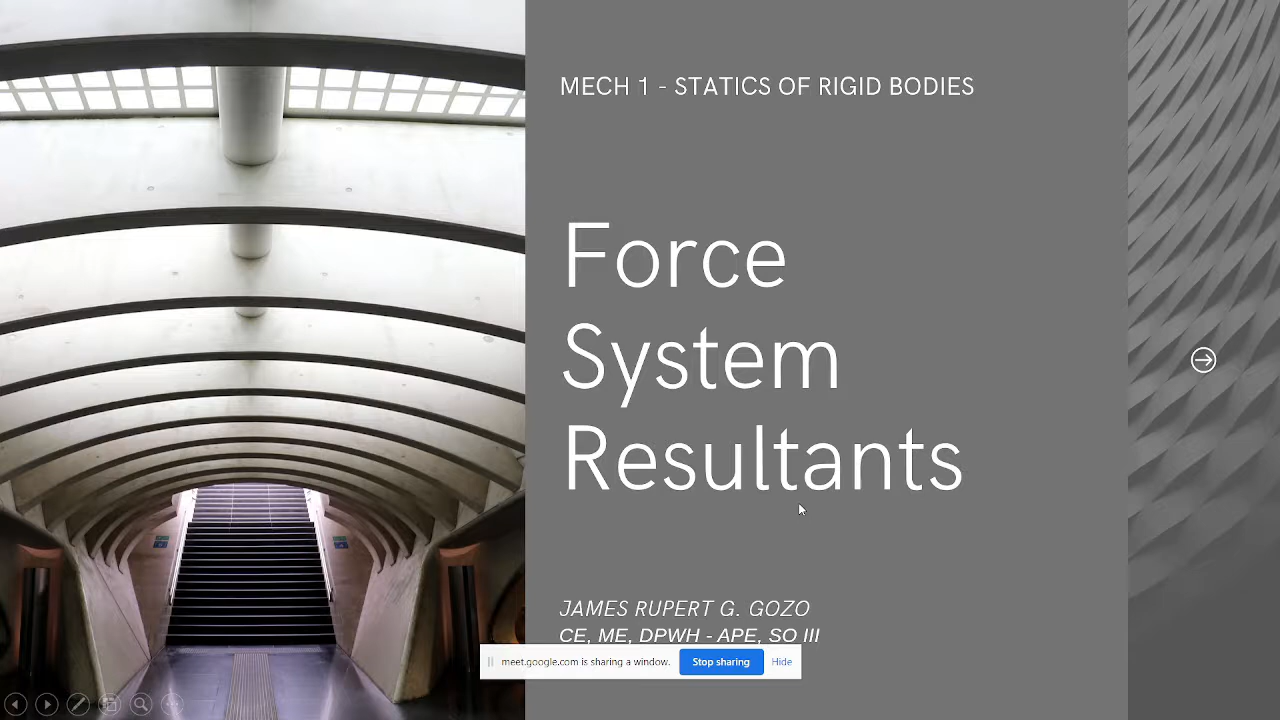 MECH 1 - STATICS OF RIGID BODIES
Force
System
Resultants
JAMES RUPERT G. GOZO
CE, ME, DPWH - APE, SO III
meet.google.com is sharing a window.
Stop sharing
Hide